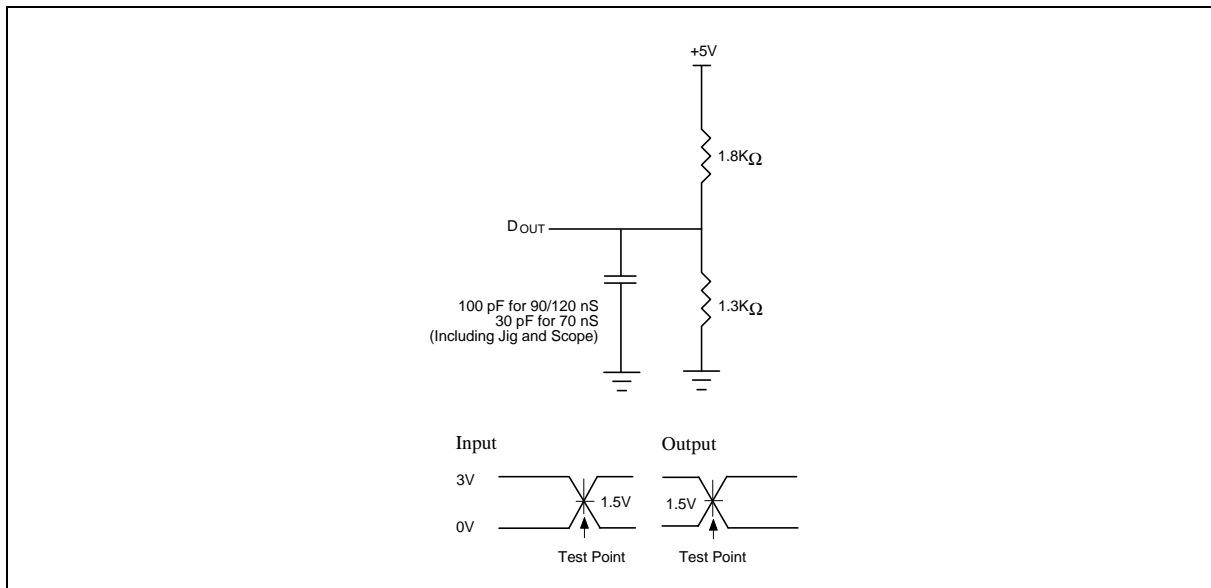 +5V
1.8KΩ
DOUT
100 pF for 90/120 nS
30 pF for 70 nS
(Including Jig and Scope)
1.3KΩ
Input
Output
3V
1.5V
1.5V
0V
Test Point
Test Point